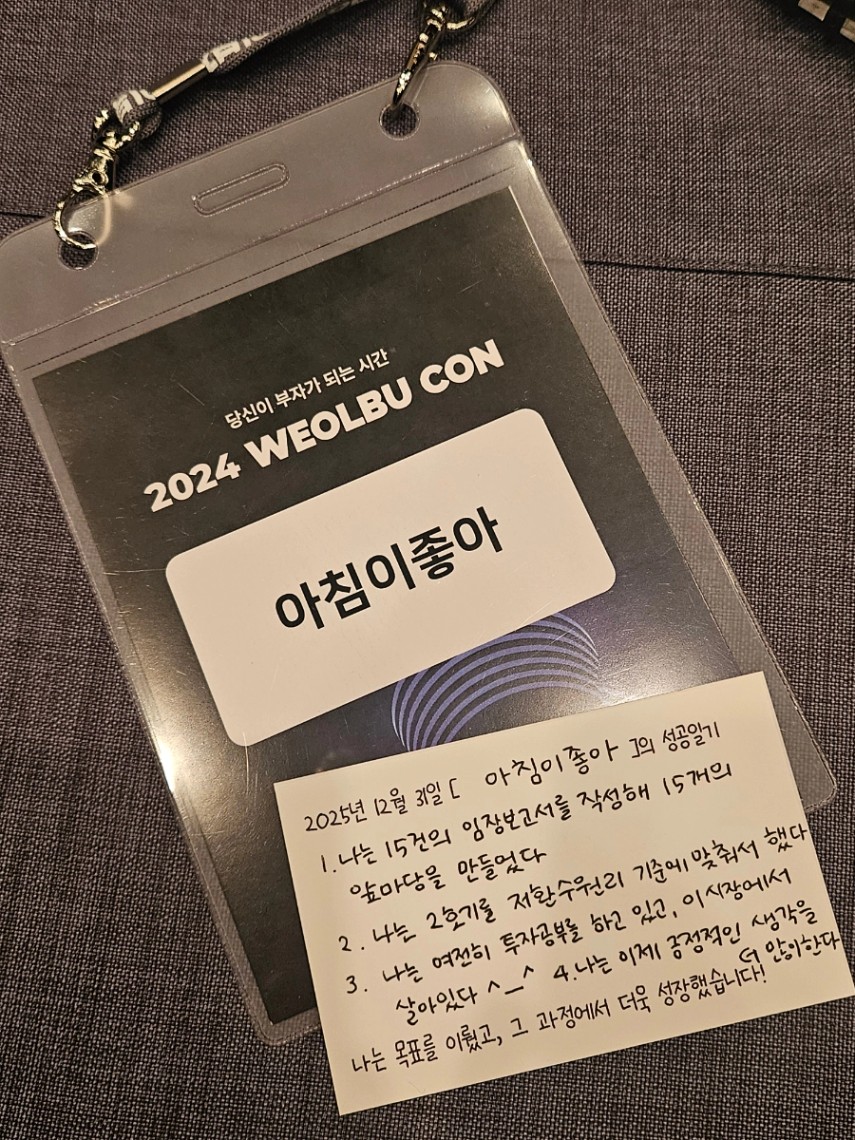 당신이 부자가 되는 시간
2024 WEOLBU CON
아침이좋아
2025년 12월 31일 [ 아침이좋아 ]의 성공일기
1. 나는 15건의 임장보고서를 작성해 15개의
앞마당을 만들었다
2. 나는 2호기를 저환수원리 기준에 맞춰서 했다
3. 나는 여전히 투자공부를 하고 있고, 이 시장에서
살아있다 ^_^ 4. 나는 이제 긍정적인 생각을
더 많이한다
나는 목표를 이뤘고, 그 과정에서 더욱 성장했습니다!